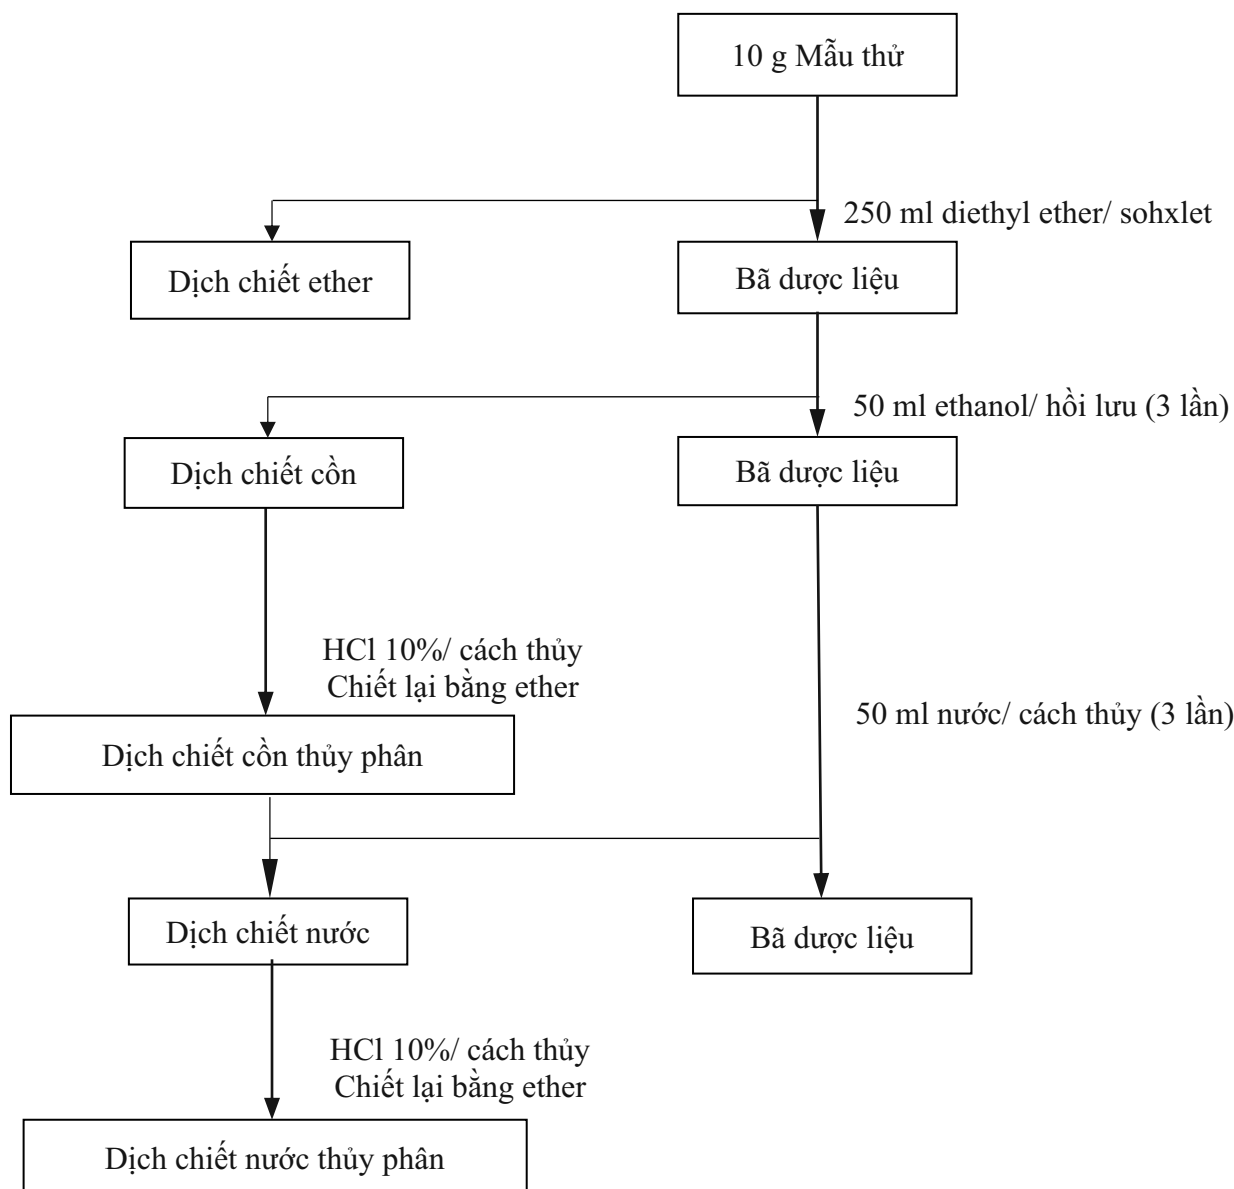 10 g Mẫu thử
250 ml diethyl ether/ sohxlet
Dịch chiết ether
Bã dược liệu
50 ml ethanol/ hồi lưu (3 lần)
Dịch chiết cồn
Bã dược liệu
HCl 10%/ cách thủy
Chiết lại bằng ether
50 ml nước/ cách thủy (3 lần)
Dịch chiết cồn thủy phân
Dịch chiết nước
Bã dược liệu
HCl 10%/ cách thủy
Chiết lại bằng ether
Dịch chiết nước thủy phân